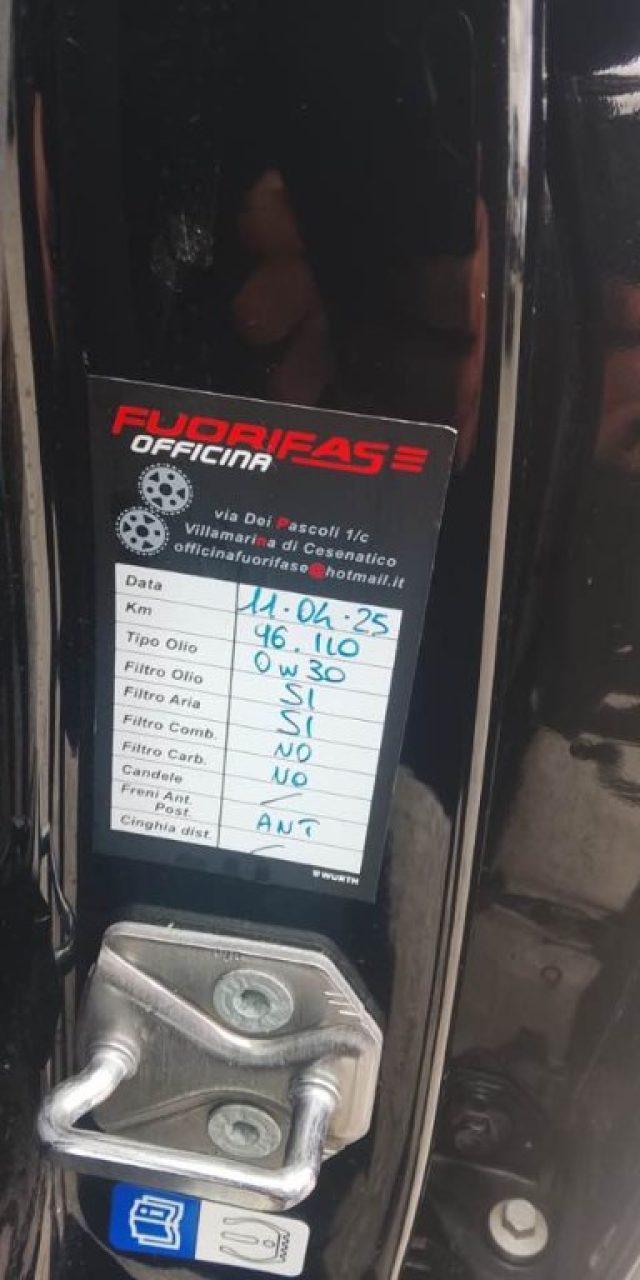 FUORIFASE
OFFICINA
via Dei Pascoli 1/c
Villamarina di Cesenatico
officinafuorifase@hotmail.it
Data 11.04.25
Km 96.110
Tipo Olio 0w30
Filtro Olio SI
Filtro Aria SI
Filtro Comb. NO
Filtro Carb. NO
Candele /
Freni Ant.
Post. ANT
Cinghia dist. /
WURTH